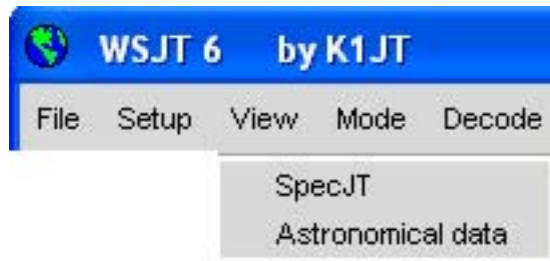 WSJT 6 by K1JT
File Setup View Mode Decode
SpecJT
Astronomical data